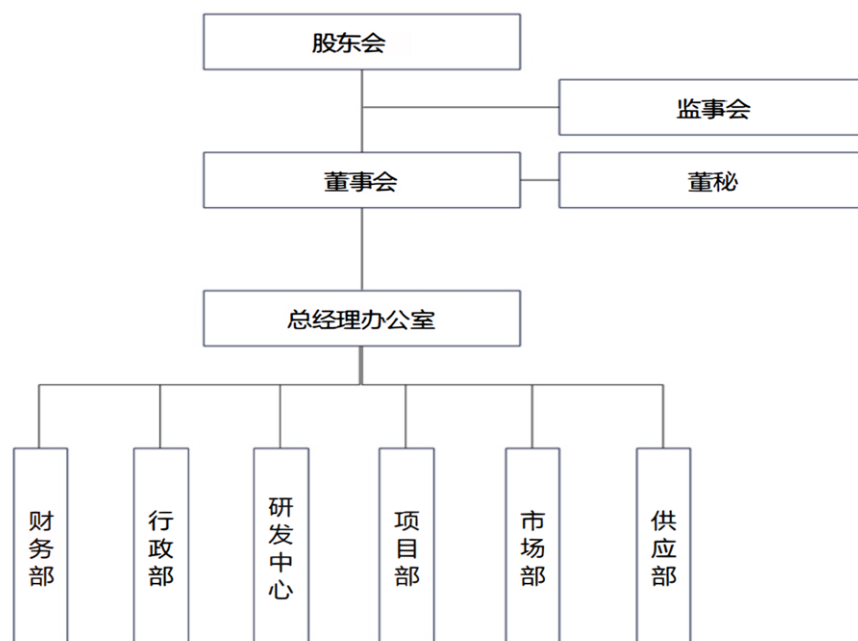 股东会
监事会
董事会
董秘
总经理办公室
财务部
行政部
研发中心
项目部
市场部
供应部